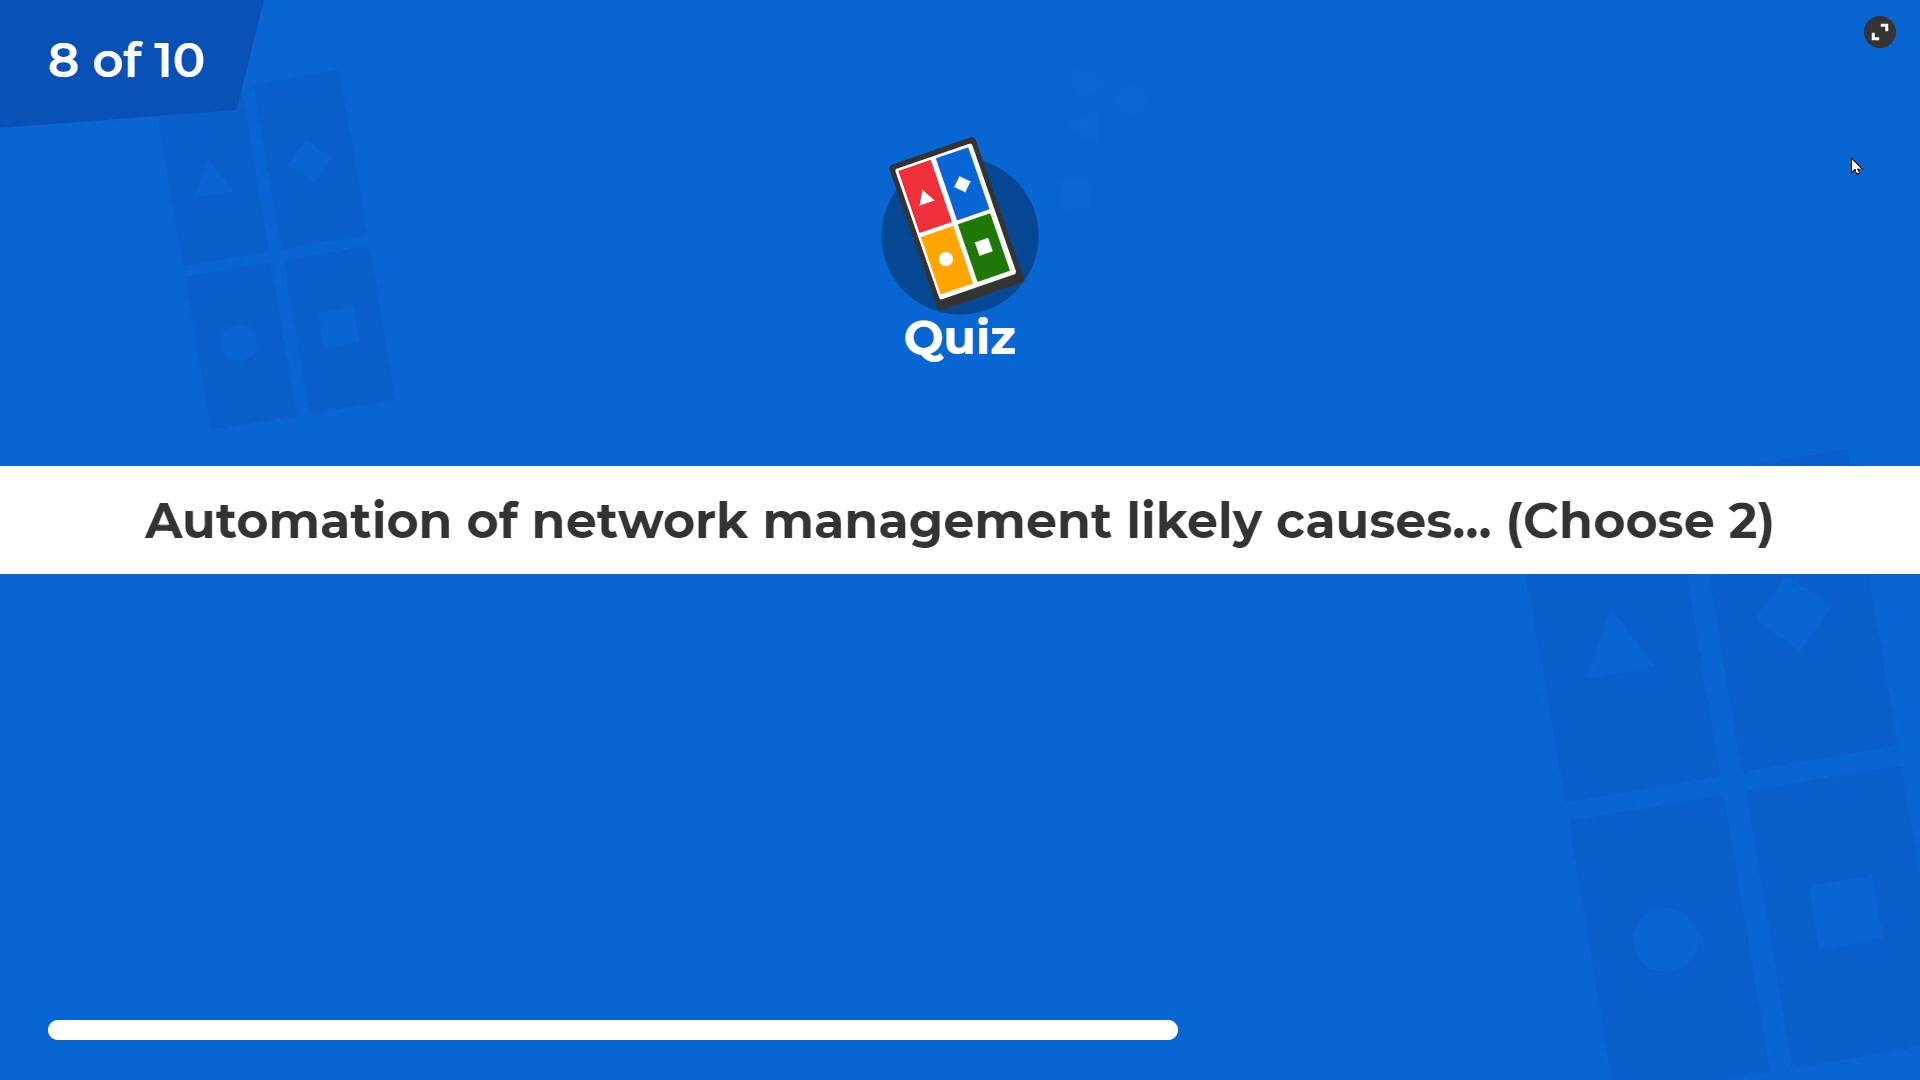 8 of 10
Quiz
Automation of network management likely causes... (Choose 2)